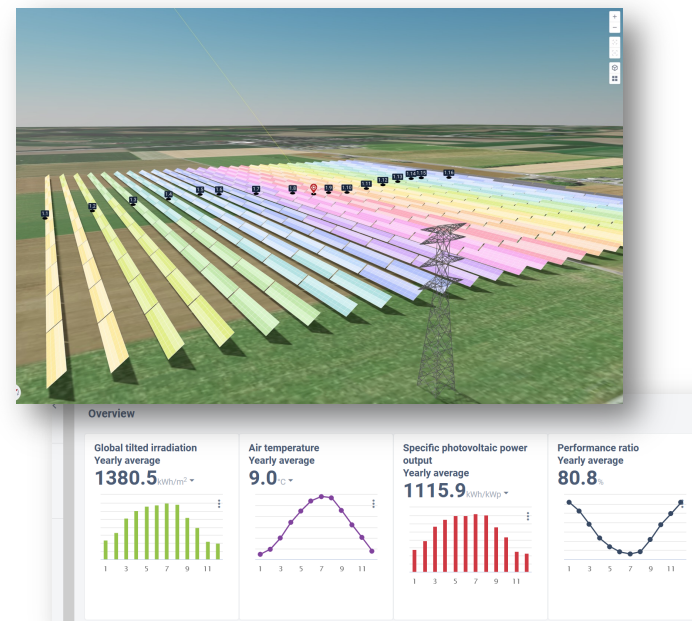 Overview
Global tilted irradiation
Yearly average
1380.5 kWh/m²
1 3 5 7 9 11
Air temperature
Yearly average
9.0 °C
1 3 5 7 9 11
Specific photovoltaic power
output
Yearly average
1115.9 kWh/kWp
1 3 5 7 9 11
Performance ratio
Yearly average
80.8 %
1 3 5 7 9 11